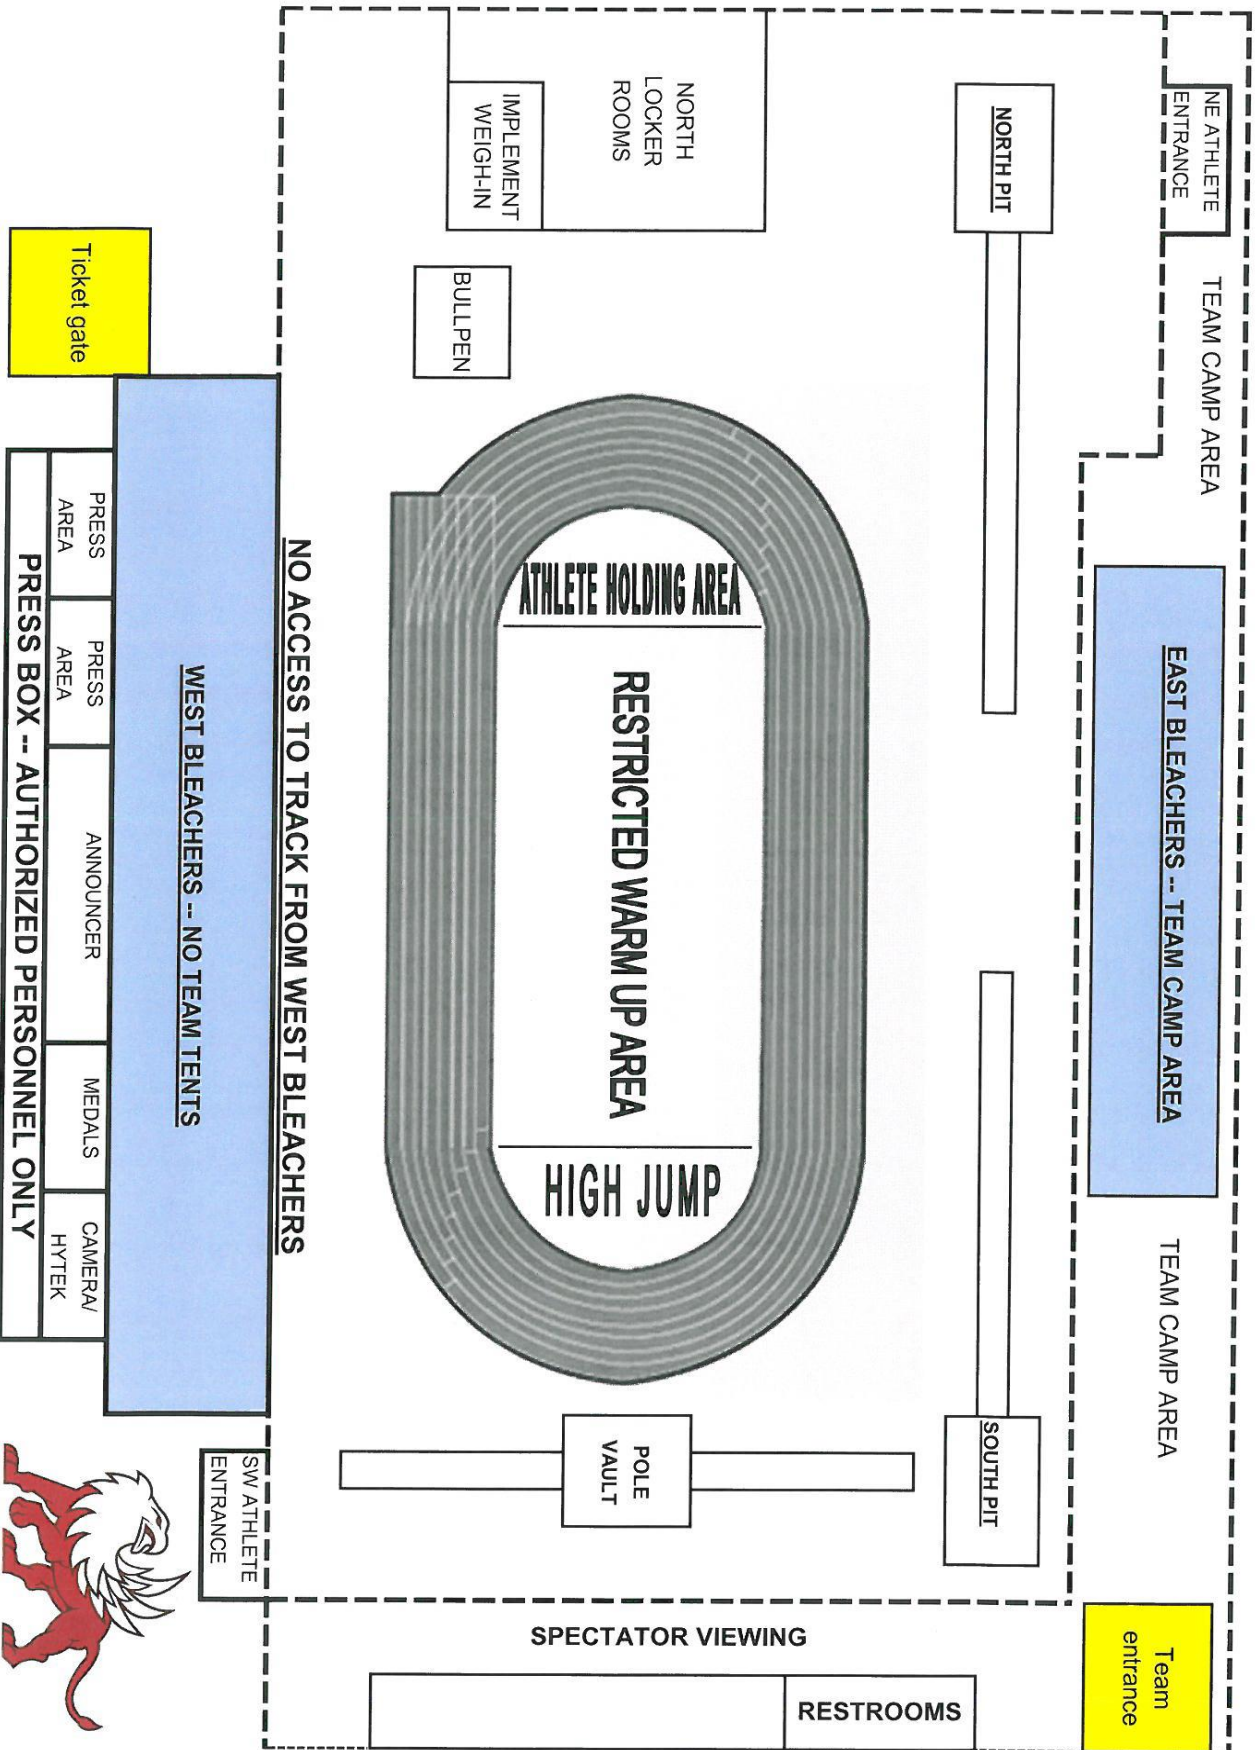 NE ATHLETE
ENTRANCE
TEAM CAMP AREA
EAST BLEACHERS -- TEAM CAMP AREA
TEAM CAMP AREA
Team
entrance
NORTH PIT
SOUTH PIT
NORTH
LOCKER
ROOMS
IMPLEMENT
WEIGH-IN
BULLPEN
ATHLETE HOLDING AREA
RESTRICTED WARM UP AREA
HIGH JUMP
POLE
VAULT
SPECTATOR VIEWING
RESTROOMS
NO ACCESS TO TRACK FROM WEST BLEACHERS
SW ATHLETE
ENTRANCE
Ticket gate
WEST BLEACHERS -- NO TEAM TENTS
PRESS
AREA
PRESS
AREA
ANNOUNCER
MEDALS
CAMERA/
HYTEK
PRESS BOX -- AUTHORIZED PERSONNEL ONLY